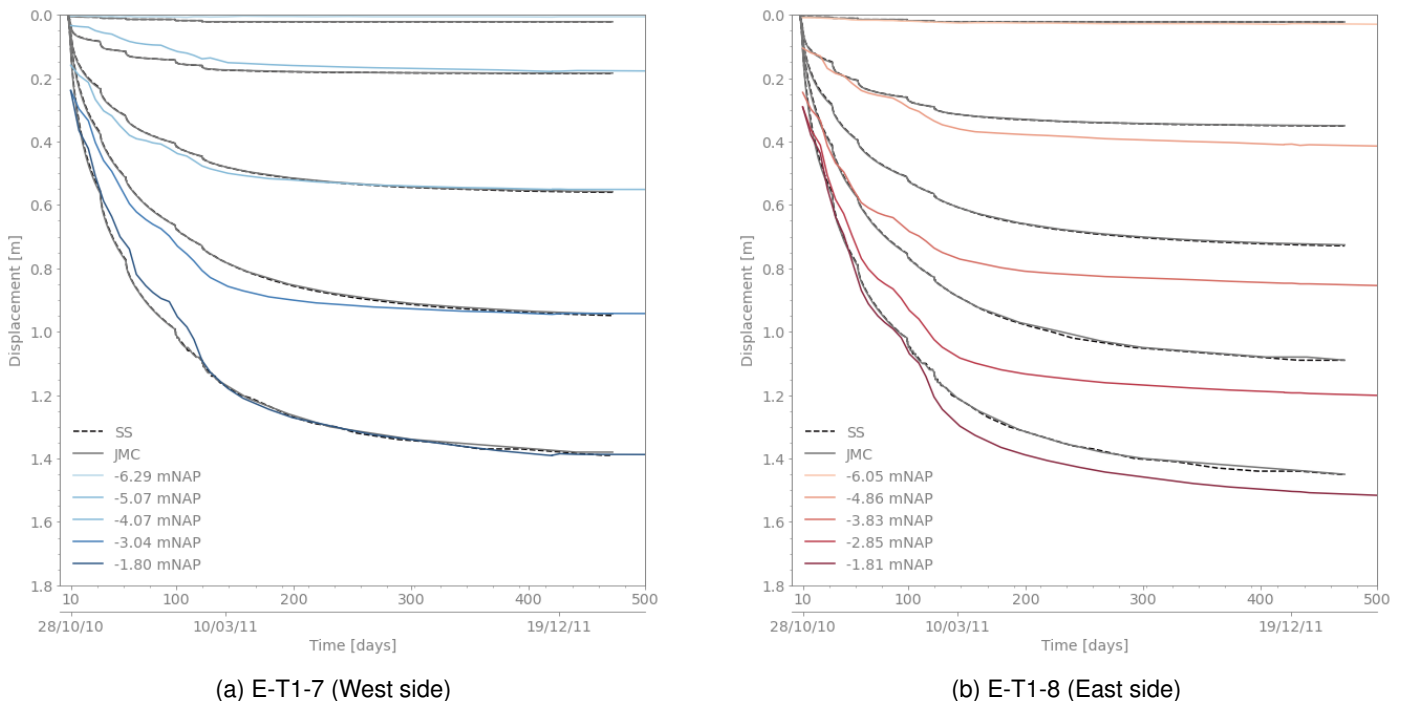 0.0
0.2
0.4
0.6
0.8
1.0
1.2
1.4
1.6
1.8
Displacement [m]
SS
JMC
-6.29 mNAP
-5.07 mNAP
-4.07 mNAP
-3.04 mNAP
-1.80 mNAP
10 100 200 300 400 500
28/10/10 10/03/11 19/12/11
Time [days]
(a) E-T1-7 (West side)
0.0
0.2
0.4
0.6
0.8
1.0
1.2
1.4
1.6
1.8
Displacement [m]
SS
JMC
-6.05 mNAP
-4.86 mNAP
-3.83 mNAP
-2.85 mNAP
-1.81 mNAP
10 100 200 300 400 500
28/10/10 10/03/11 19/12/11
Time [days]
(b) E-T1-8 (East side)